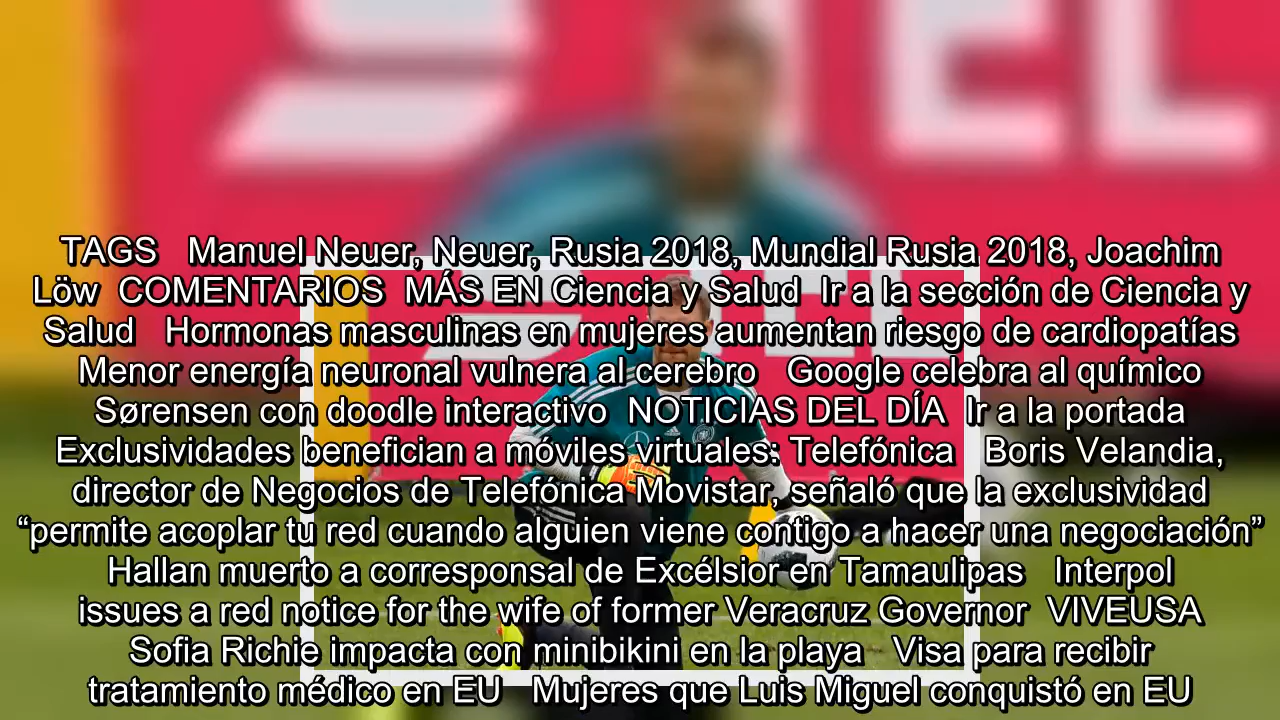 TAGS Manuel Neuer, Neuer, Rusia 2018, Mundial Rusia 2018, Joachim
Löw COMENTARIOS MÁS EN Ciencia y Salud Ir a la sección de Ciencia y
Salud Hormonas masculinas en mujeres aumentan riesgo de cardiopatías
Menor energía neuronal vulnera al cerebro Google celebra al químico
Sørensen con doodle interactivo NOTICIAS DEL DÍA Ir a la portada
Exclusividades benefician a móviles virtuales: Telefónica Boris Velandia,
director de Negocios de Telefónica Movistar, señaló que la exclusividad
“permite acoplar tu red cuando alguien viene contigo a hacer una negociación”
Hallan muerto a corresponsal de Excélsior en Tamaulipas Interpol
issues a red notice for the wife of former Veracruz Governor VIVEUSA
Sofia Richie impacta con minibikini en la playa Visa para recibir
tratamiento médico en EU Mujeres que Luis Miguel conquistó en EU